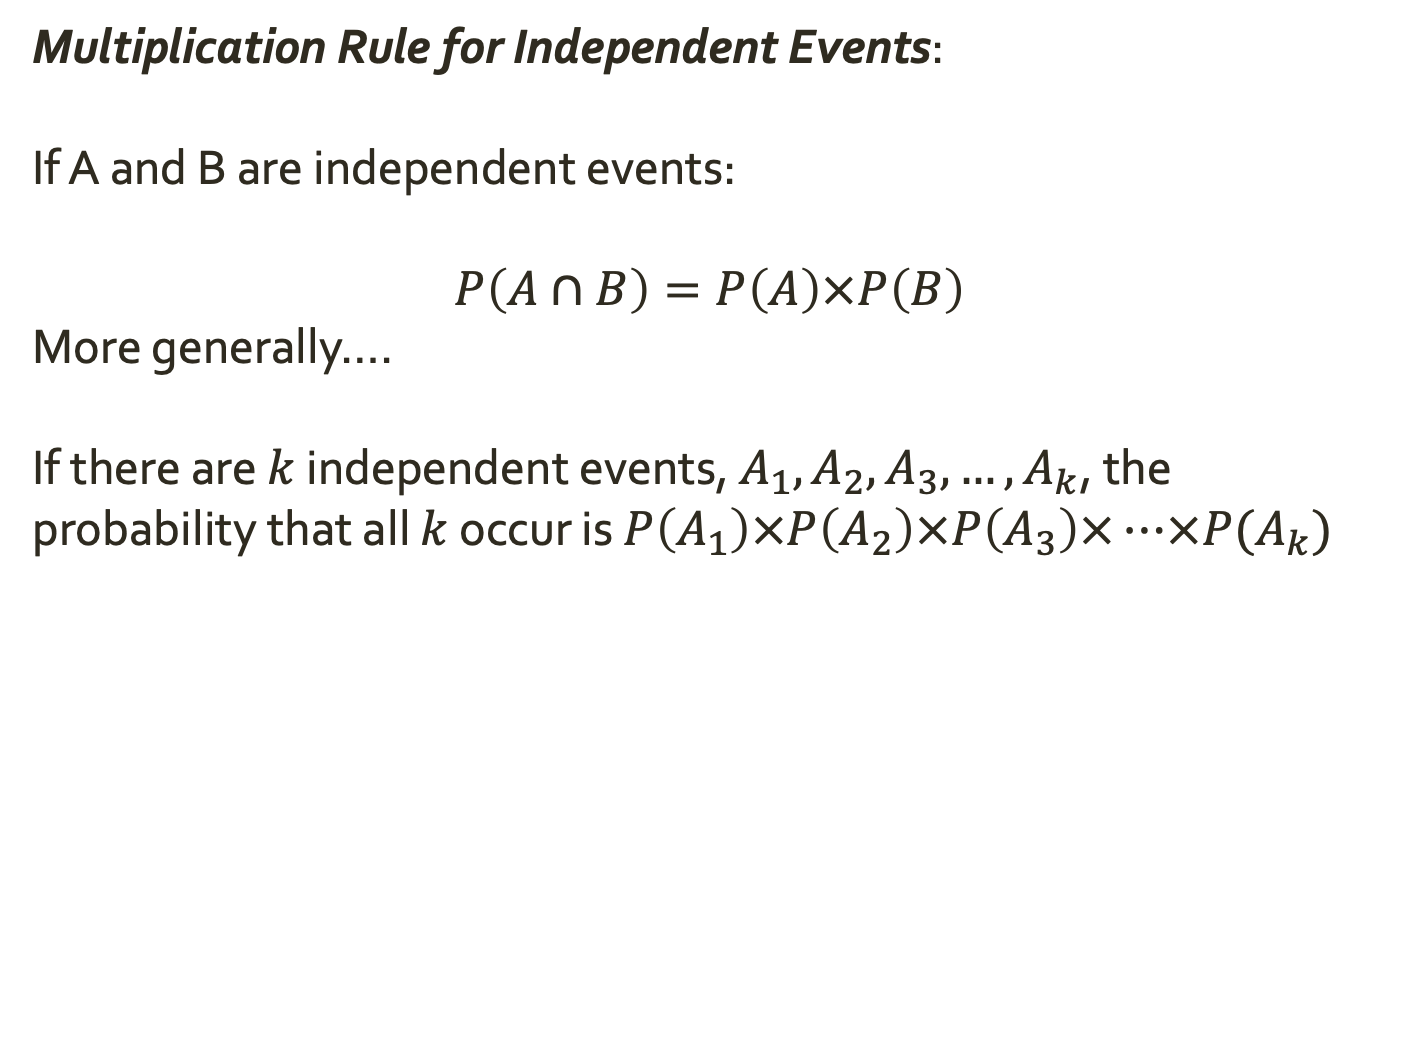 Multiplication Rule for Independent Events:
If A and B are independent events:
P(A ∩ B) = P(A)×P(B)
More generally....
If there are k independent events, A₁, A₂, A₃, … , Aₖ, the
probability that all k occur is P(A₁)×P(A₂)×P(A₃)× ⋯×P(Aₖ)